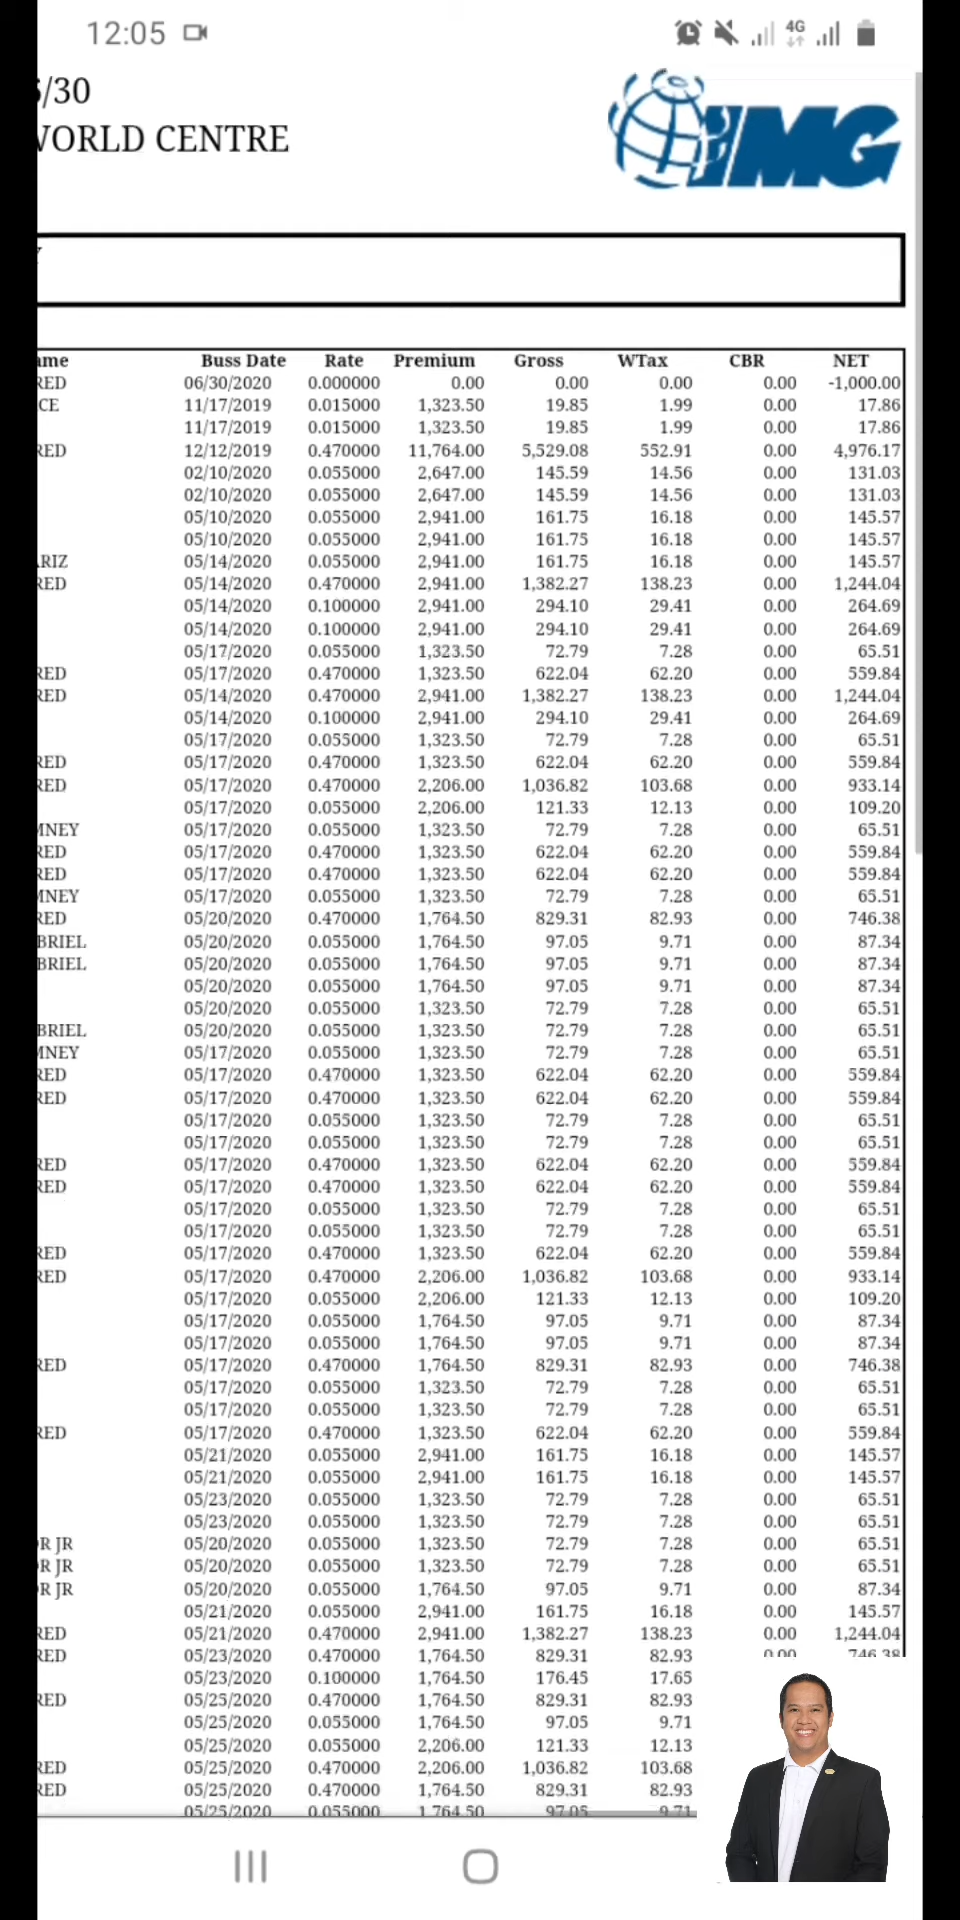 12:05 4G
6/30
WORLD CENTRE
IMG
Y
ame Buss Date Rate Premium Gross WTax CBR NET
RED 06/30/2020 0.000000 0.00 0.00 0.00 0.00 -1,000.00
CE 11/17/2019 0.015000 1,323.50 19.85 1.99 0.00 17.86
11/17/2019 0.015000 1,323.50 19.85 1.99 0.00 17.86
RED 12/12/2019 0.470000 11,764.00 5,529.08 552.91 0.00 4,976.17
02/10/2020 0.055000 2,647.00 145.59 14.56 0.00 131.03
02/10/2020 0.055000 2,647.00 145.59 14.56 0.00 131.03
05/10/2020 0.055000 2,941.00 161.75 16.18 0.00 145.57
05/10/2020 0.055000 2,941.00 161.75 16.18 0.00 145.57
ARIZ 05/14/2020 0.055000 2,941.00 161.75 16.18 0.00 145.57
RED 05/14/2020 0.470000 2,941.00 1,382.27 138.23 0.00 1,244.04
05/14/2020 0.100000 2,941.00 294.10 29.41 0.00 264.69
05/14/2020 0.100000 2,941.00 294.10 29.41 0.00 264.69
05/17/2020 0.055000 1,323.50 72.79 7.28 0.00 65.51
RED 05/17/2020 0.470000 1,323.50 622.04 62.20 0.00 559.84
RED 05/14/2020 0.470000 2,941.00 1,382.27 138.23 0.00 1,244.04
05/14/2020 0.100000 2,941.00 294.10 29.41 0.00 264.69
05/17/2020 0.055000 1,323.50 72.79 7.28 0.00 65.51
RED 05/17/2020 0.470000 1,323.50 622.04 62.20 0.00 559.84
RED 05/17/2020 0.470000 2,206.00 1,036.82 103.68 0.00 933.14
05/17/2020 0.055000 2,206.00 121.33 12.13 0.00 109.20
MNEY 05/17/2020 0.055000 1,323.50 72.79 7.28 0.00 65.51
RED 05/17/2020 0.470000 1,323.50 622.04 62.20 0.00 559.84
RED 05/17/2020 0.470000 1,323.50 622.04 62.20 0.00 559.84
MNEY 05/17/2020 0.055000 1,323.50 72.79 7.28 0.00 65.51
RED 05/20/2020 0.470000 1,764.50 829.31 82.93 0.00 746.38
BRIEL 05/20/2020 0.055000 1,764.50 97.05 9.71 0.00 87.34
BRIEL 05/20/2020 0.055000 1,764.50 97.05 9.71 0.00 87.34
05/20/2020 0.055000 1,764.50 97.05 9.71 0.00 87.34
05/20/2020 0.055000 1,323.50 72.79 7.28 0.00 65.51
BRIEL 05/20/2020 0.055000 1,323.50 72.79 7.28 0.00 65.51
MNEY 05/17/2020 0.055000 1,323.50 72.79 7.28 0.00 65.51
RED 05/17/2020 0.470000 1,323.50 622.04 62.20 0.00 559.84
RED 05/17/2020 0.470000 1,323.50 622.04 62.20 0.00 559.84
05/17/2020 0.055000 1,323.50 72.79 7.28 0.00 65.51
05/17/2020 0.055000 1,323.50 72.79 7.28 0.00 65.51
RED 05/17/2020 0.470000 1,323.50 622.04 62.20 0.00 559.84
RED 05/17/2020 0.470000 1,323.50 622.04 62.20 0.00 559.84
05/17/2020 0.055000 1,323.50 72.79 7.28 0.00 65.51
05/17/2020 0.055000 1,323.50 72.79 7.28 0.00 65.51
RED 05/17/2020 0.470000 1,323.50 622.04 62.20 0.00 559.84
RED 05/17/2020 0.470000 2,206.00 1,036.82 103.68 0.00 933.14
05/17/2020 0.055000 2,206.00 121.33 12.13 0.00 109.20
05/17/2020 0.055000 1,764.50 97.05 9.71 0.00 87.34
05/17/2020 0.055000 1,764.50 97.05 9.71 0.00 87.34
RED 05/17/2020 0.470000 1,764.50 829.31 82.93 0.00 746.38
05/17/2020 0.055000 1,323.50 72.79 7.28 0.00 65.51
05/17/2020 0.055000 1,323.50 72.79 7.28 0.00 65.51
RED 05/17/2020 0.470000 1,323.50 622.04 62.20 0.00 559.84
05/21/2020 0.055000 2,941.00 161.75 16.18 0.00 145.57
05/21/2020 0.055000 2,941.00 161.75 16.18 0.00 145.57
05/23/2020 0.055000 1,323.50 72.79 7.28 0.00 65.51
05/23/2020 0.055000 1,323.50 72.79 7.28 0.00 65.51
OR JR 05/20/2020 0.055000 1,323.50 72.79 7.28 0.00 65.51
OR JR 05/20/2020 0.055000 1,323.50 72.79 7.28 0.00 65.51
OR JR 05/20/2020 0.055000 1,764.50 97.05 9.71 0.00 87.34
05/21/2020 0.055000 2,941.00 161.75 16.18 0.00 145.57
RED 05/21/2020 0.470000 2,941.00 1,382.27 138.23 0.00 1,244.04
RED 05/23/2020 0.470000 1,764.50 829.31 82.93 0.00 746.38
05/23/2020 0.100000 1,764.50 176.45 17.65
RED 05/25/2020 0.470000 1,764.50 829.31 82.93
05/25/2020 0.055000 1,764.50 97.05 9.71
05/25/2020 0.055000 2,206.00 121.33 12.13
RED 05/25/2020 0.470000 2,206.00 1,036.82 103.68
RED 05/25/2020 0.470000 1,764.50 829.31 82.93
05/25/2020 0.055000 1,764.50 97.05 9.71